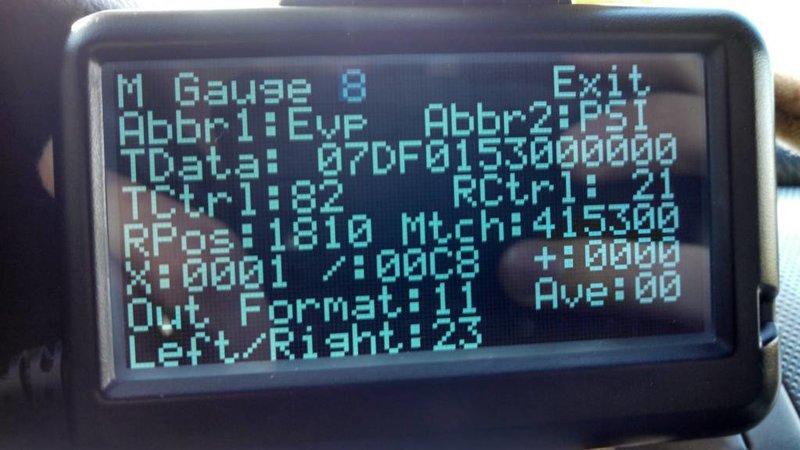 M Gauge 8 Exit
Abbr1:Evp Abbr2:PSI
TData: 07DF0153000000
TCtrl:82 RCtrl: 21
RPos:1810 Mtch:415300
X:0001 /:00C8 +:0000
Out Format:11 Ave:00
Left/Right:23